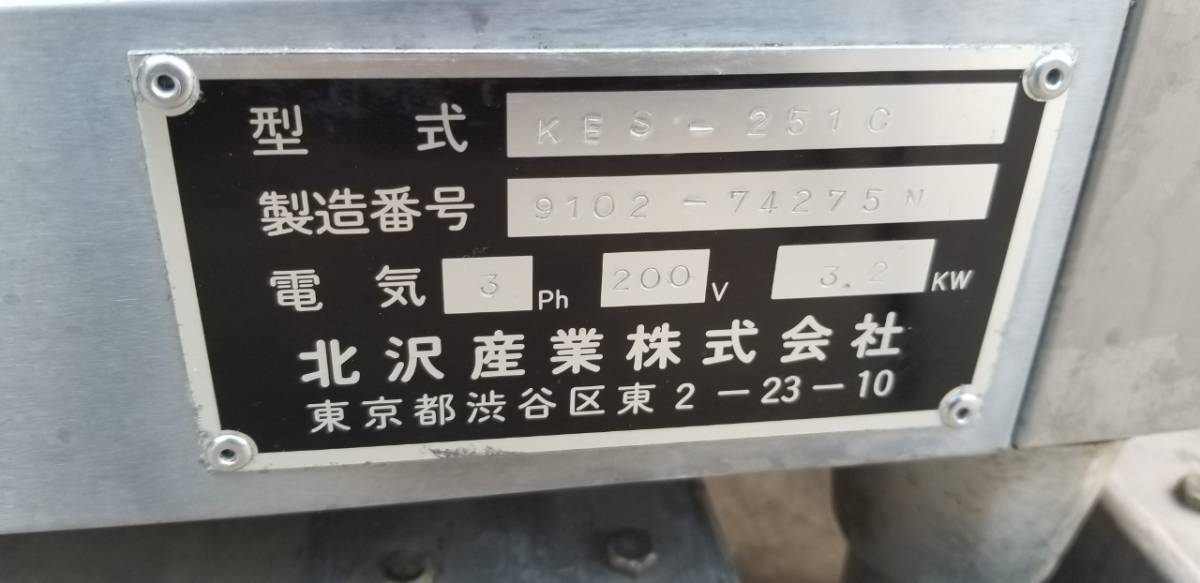 型式 KES-251C
製造番号 9102-74275N
電気 3 Ph 200 V 3.2 KW
北沢産業株式会社
東京都渋谷区東2-23-10